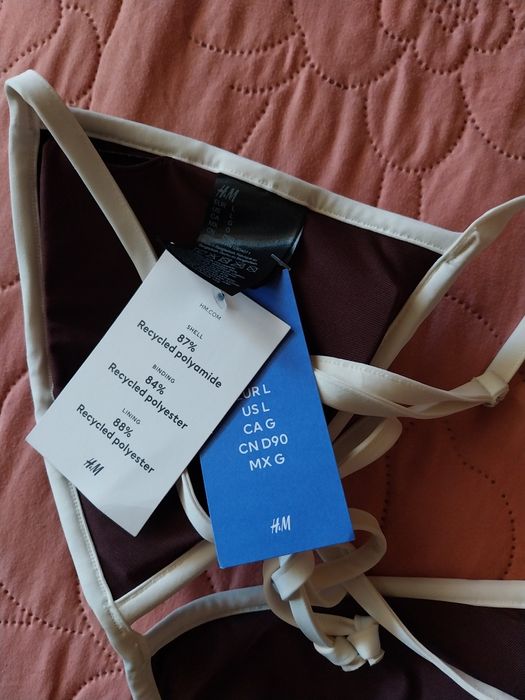 H&M
HM.COM
SHELL
87%
Recycled polyamide
BINDING
84%
Recycled polyester
LINING
88%
Recycled polyester
H&M
EUR L
US L
CA G
CN D90
MX G
H&M